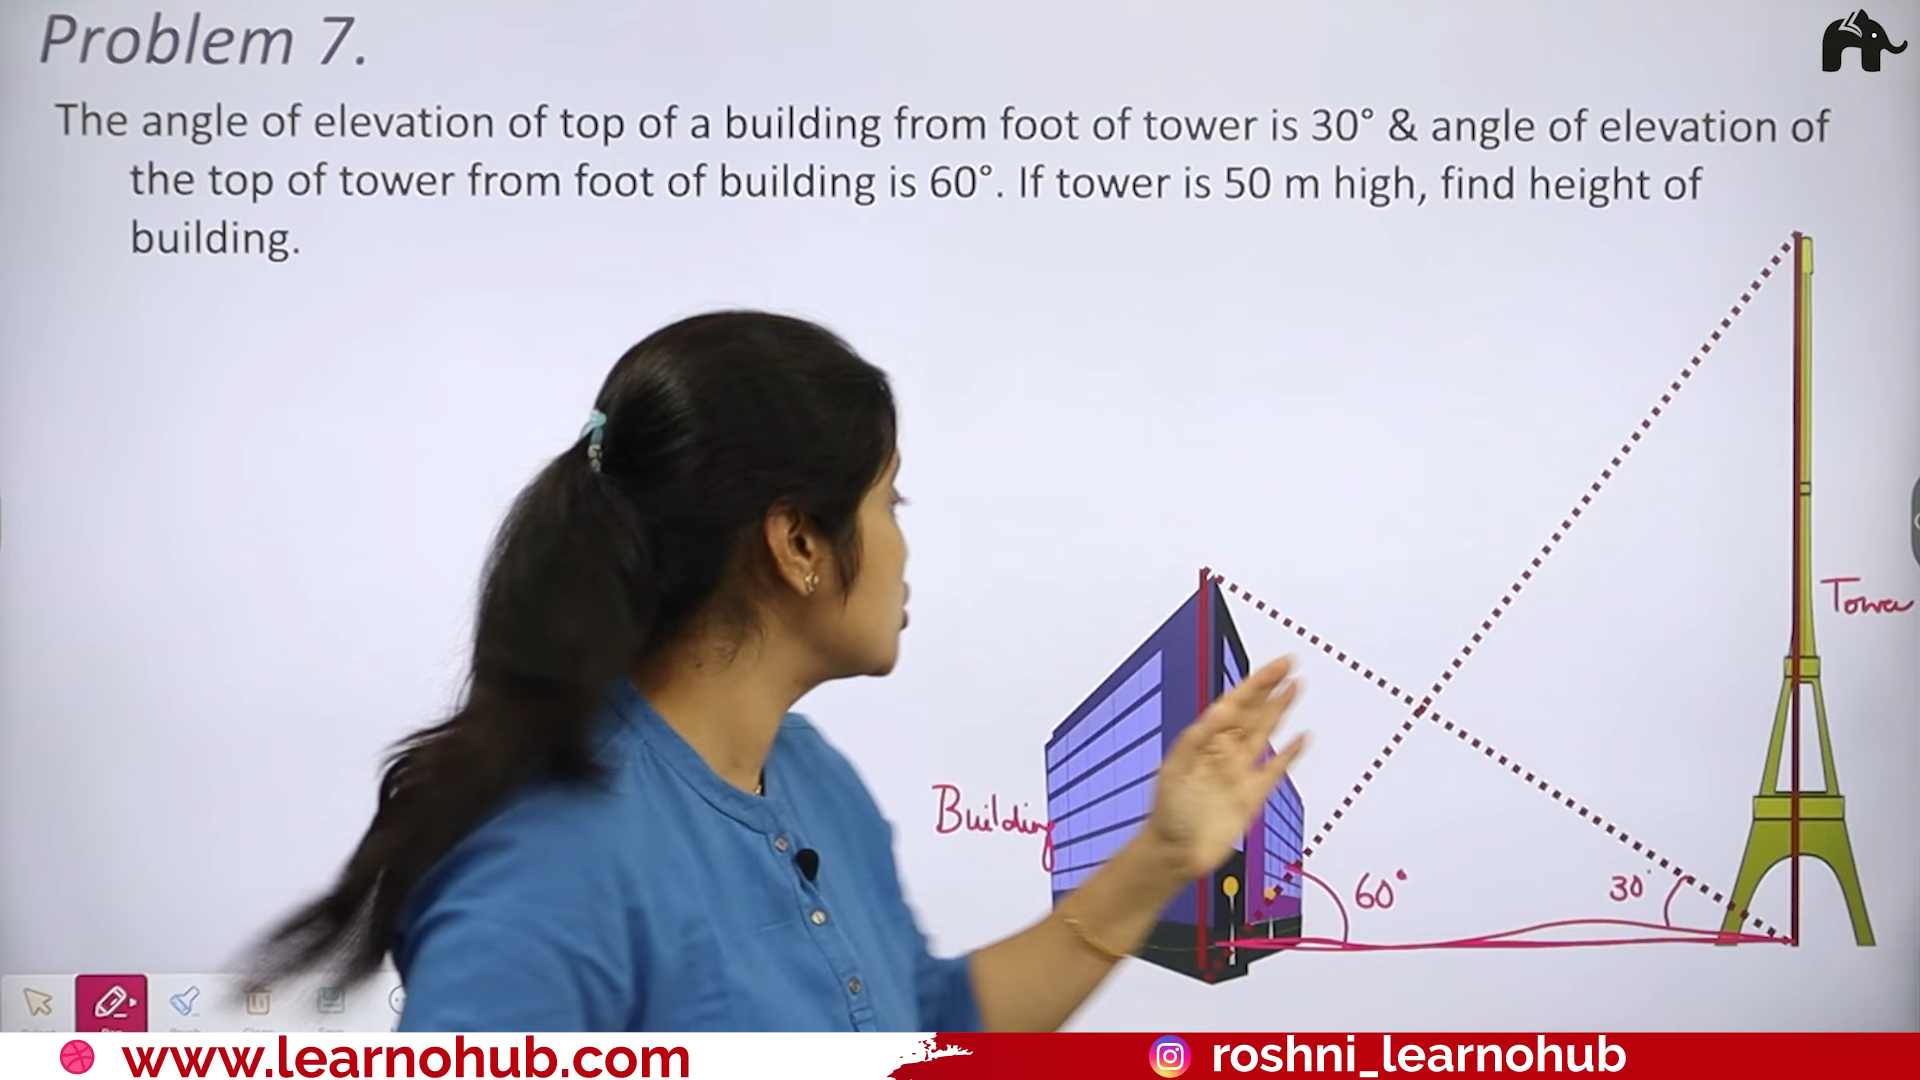 Problem 7.
The angle of elevation of top of a building from foot of tower is 30° & angle of elevation of
the top of tower from foot of building is 60°. If tower is 50 m high, find height of
building.
Tower
Building
60°
30°
www.learnohub.com
roshni_learnohub